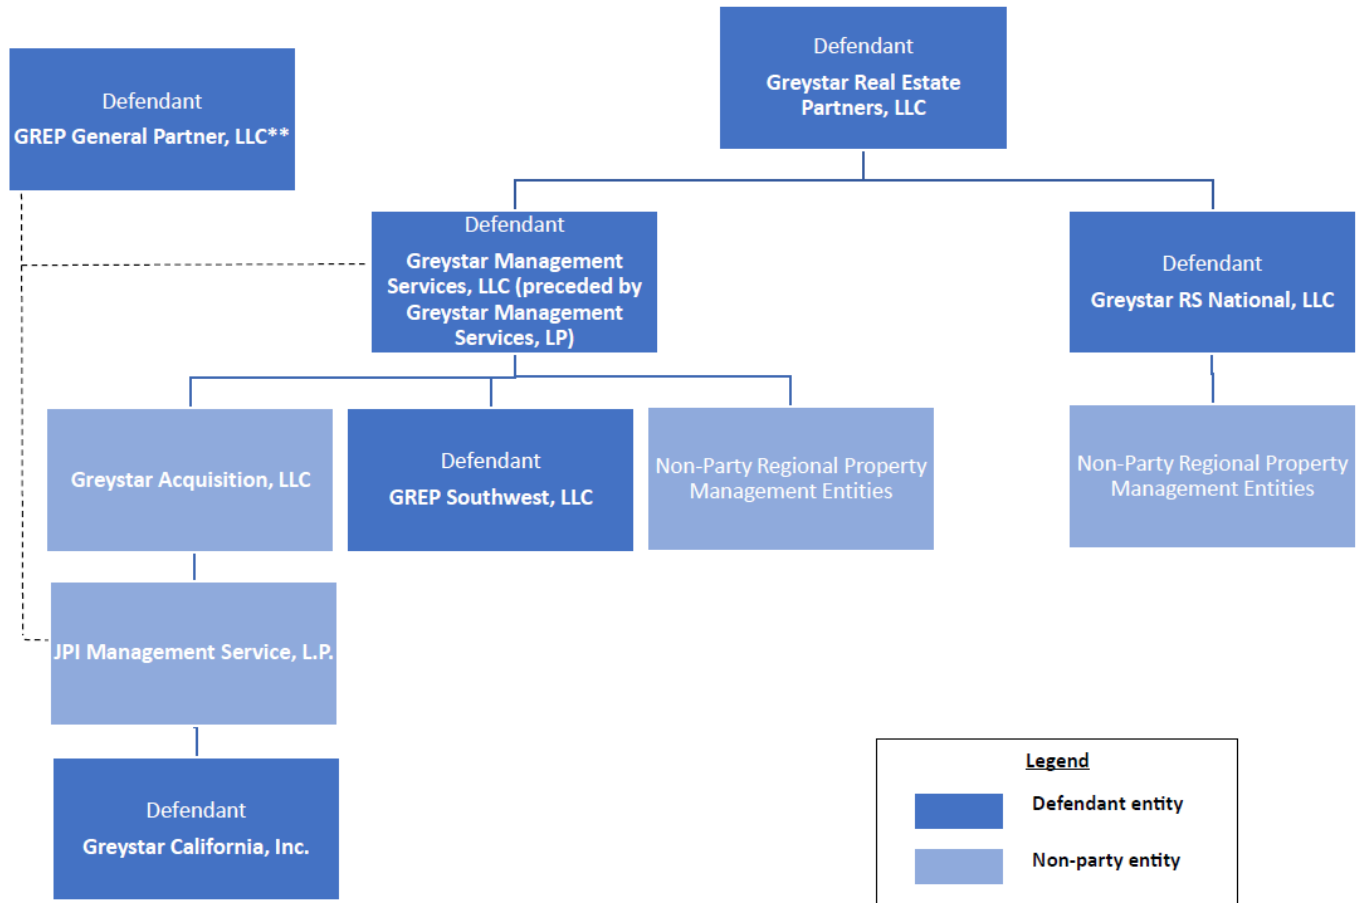 Defendant
GREP General Partner, LLC**
Defendant
Greystar Real Estate
Partners, LLC
Defendant
Greystar Management
Services, LLC (preceded by
Greystar Management
Services, LP)
Defendant
Greystar RS National, LLC
Greystar Acquisition, LLC
Defendant
GREP Southwest, LLC
Non-Party Regional Property
Management Entities
Non-Party Regional Property
Management Entities
JPI Management Service, L.P.
Defendant
Greystar California, Inc.
Legend
Defendant entity
Non-party entity